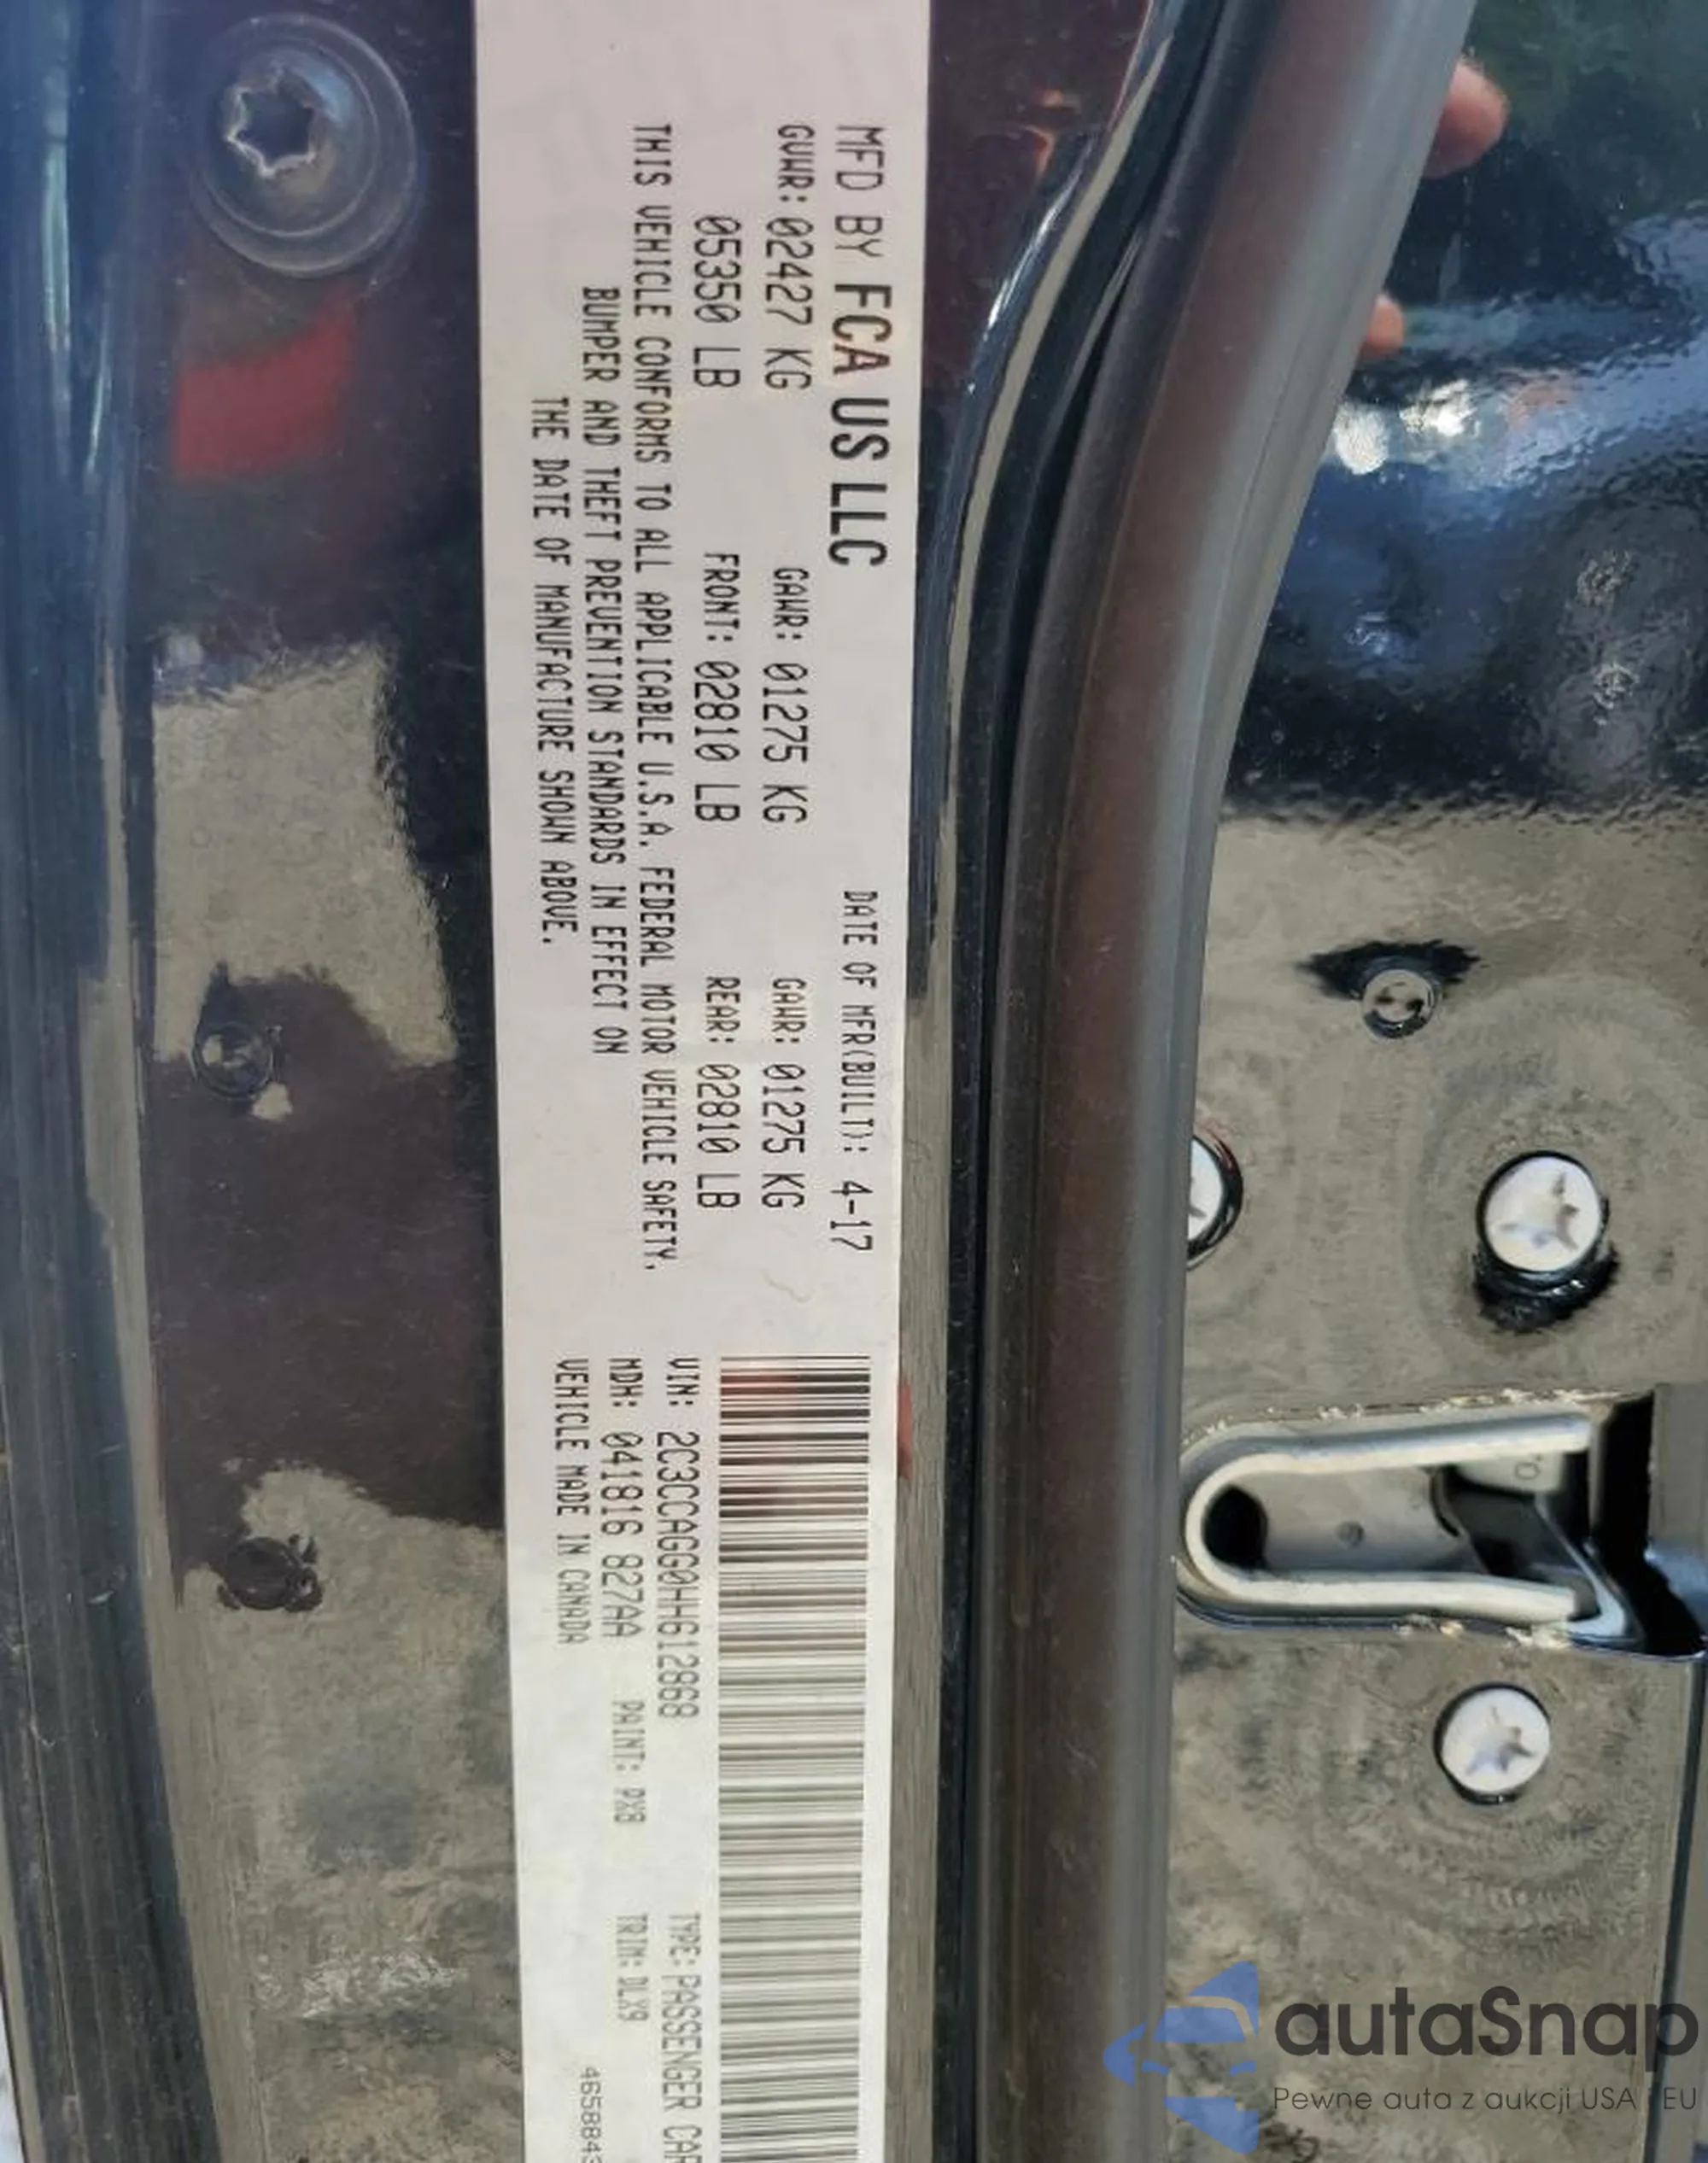 MFD BY FCA US LLC DATE OF MFR(BUILT): 4-17
GVWR: 02427 KG GAWR: 01275 KG GAWR: 01275 KG
05350 LB FRONT: 02810 LB REAR: 02810 LB
THIS VEHICLE CONFORMS TO ALL APPLICABLE U.S.A. FEDERAL MOTOR VEHICLE SAFETY,
BUMPER AND THEFT PREVENTION STANDARDS IN EFFECT ON
THE DATE OF MANUFACTURE SHOWN ABOVE.
VIN: 2C3CCAGG0HH612868 TYPE: PASSENGER CAR
MDH: 041816 827AA PAINT: PX8 TRIM: DLX9
VEHICLE MADE IN CANADA
autaSnap
Pewne auta z aukcji USA i EU